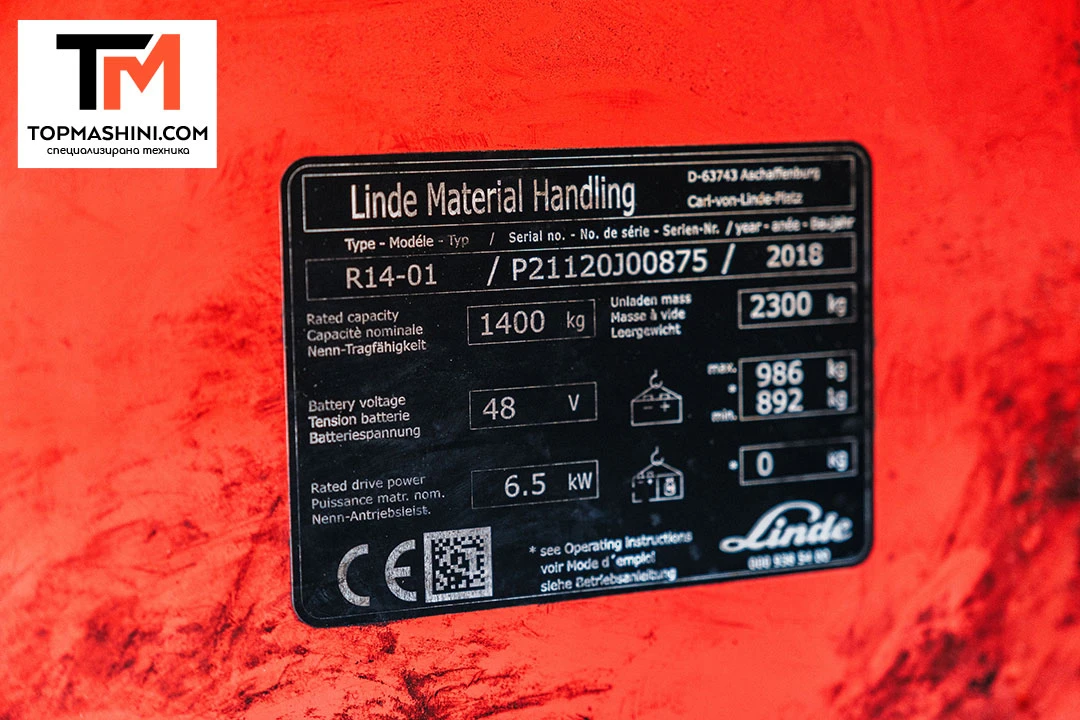 TM
TOPMASHINI.COM
специализирана техника
Linde Material Handling
D-63743 Aschaffenburg
Carl-von-Linde-Platz
Type - Modéle - Typ / Serial no. - No. de série - Serien-Nr. / year - année - Baujahr
R14-01 / P21120J00875 / 2018
Rated capacity
Capacitè nominale
Nenn-Tragfähigkeit
1400 kg
Unladen mass
Masse à vide
Leergewicht
2300 kg
Battery voltage
Tension batterie
Batteriespannung
48 V
max. 986 kg
*
min. 892 kg
Rated drive power
Puissance matr. nom.
Nenn-Antrjebsleist.
6.5 kW
* 0 kg
CE
* see Operating Instructions
voir Mode d´emploi
siehe Betriebsanleitung
Linde